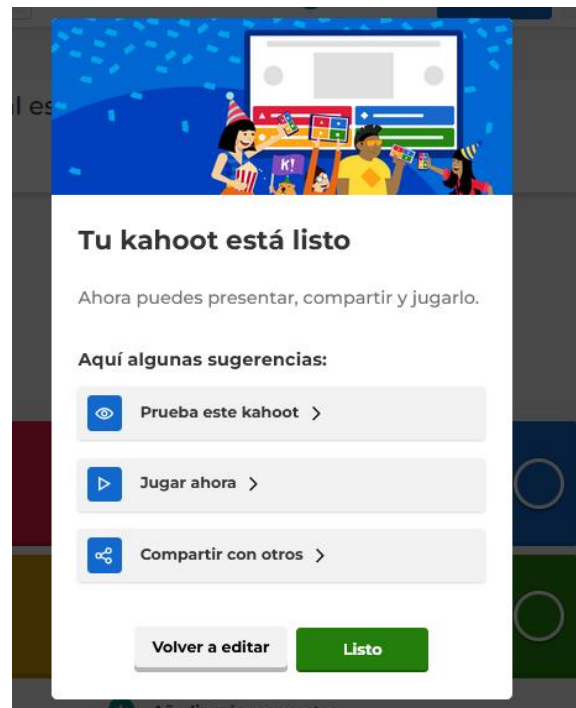 l es
K!
Tu kahoot está listo
Ahora puedes presentar, compartir y jugarlo.
Aquí algunas sugerencias:
Prueba este kahoot
Jugar ahora
Compartir con otros
Volver a editar
Listo